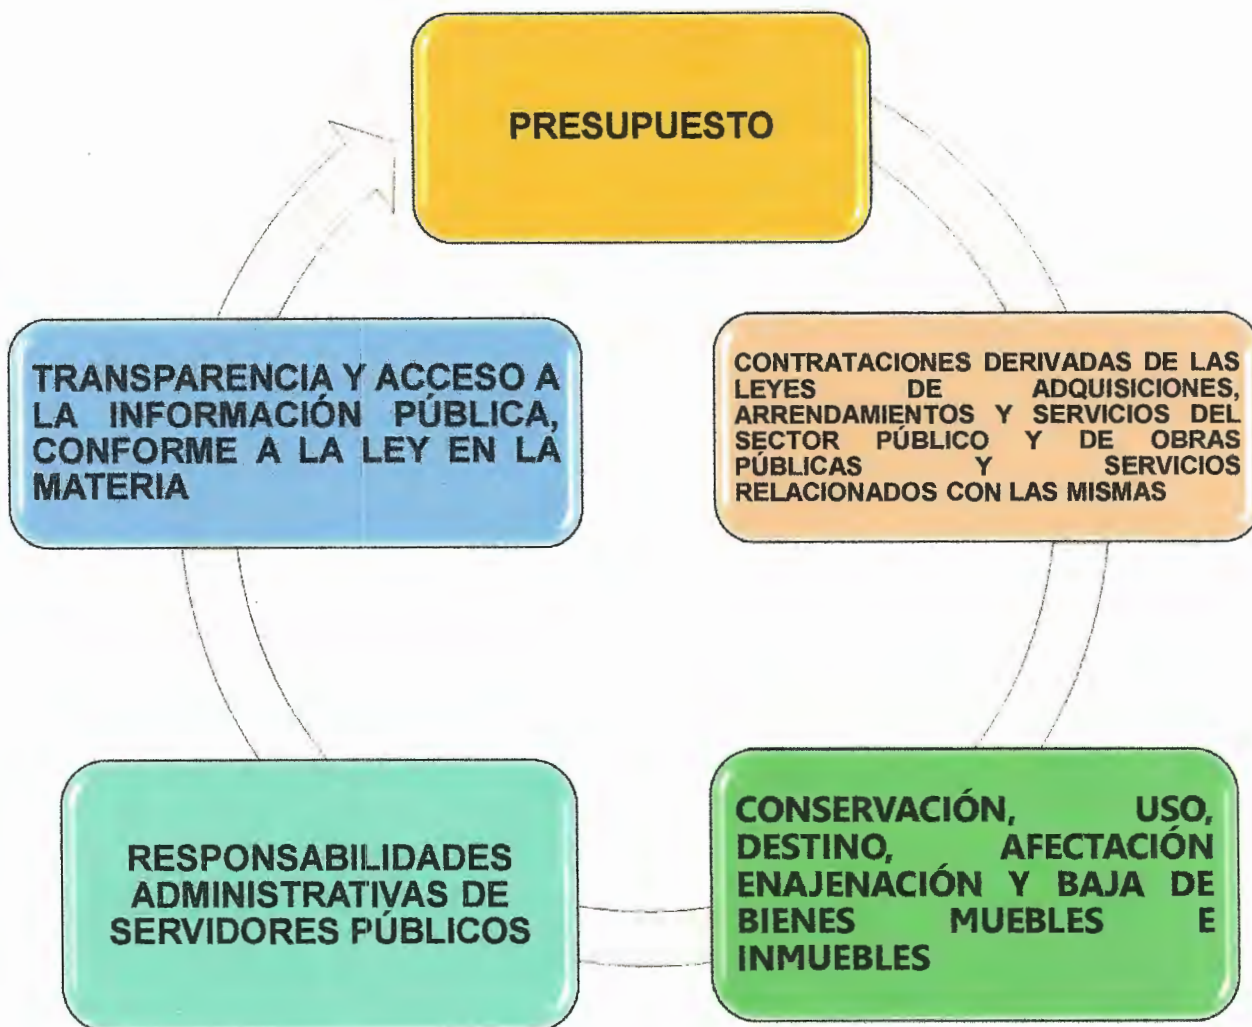 PRESUPUESTO
CONTRATACIONES DERIVADAS DE LAS
LEYES DE ADQUISICIONES,
ARRENDAMIENTOS Y SERVICIOS DEL
SECTOR PÚBLICO Y DE OBRAS
PÚBLICAS Y SERVICIOS
RELACIONADOS CON LAS MISMAS
CONSERVACIÓN, USO,
DESTINO, AFECTACIÓN
ENAJENACIÓN Y BAJA DE
BIENES MUEBLES E
INMUEBLES
RESPONSABILIDADES
ADMINISTRATIVAS DE
SERVIDORES PÚBLICOS
TRANSPARENCIA Y ACCESO A
LA INFORMACIÓN PÚBLICA,
CONFORME A LA LEY EN LA
MATERIA